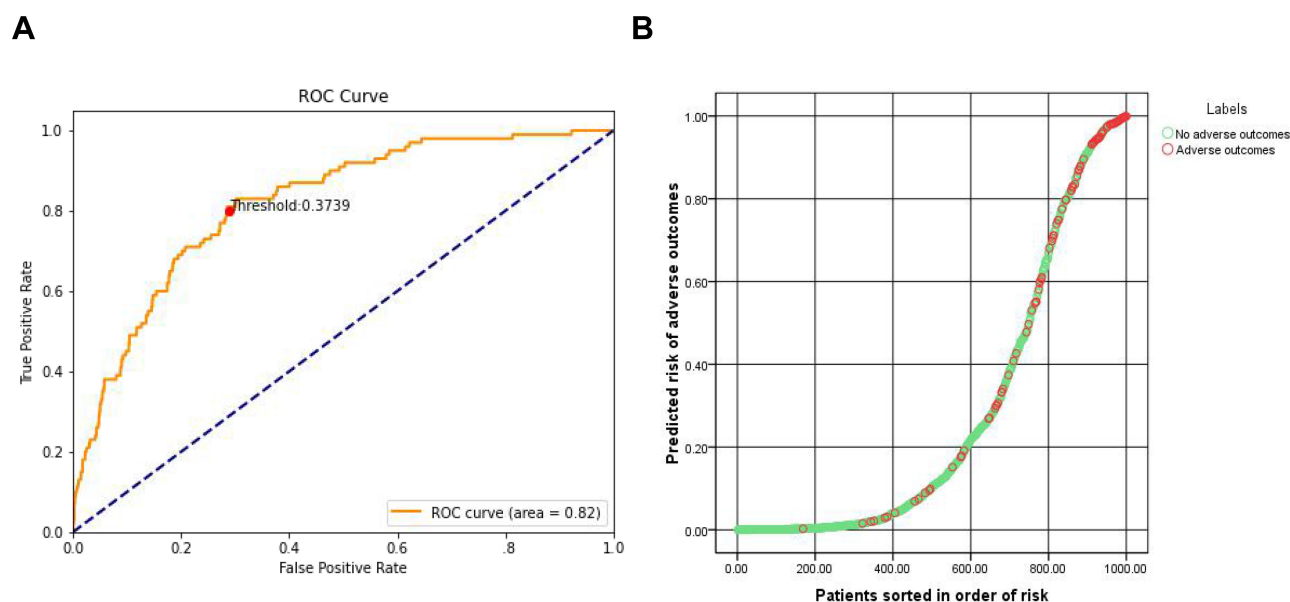 A
ROC Curve
True Positive Rate
1.0
0.8
0.6
0.4
0.2
0.0
Threshold:0.3739
ROC curve (area = 0.82)
0.0 0.2 0.4 0.6 .8 1.0
False Positive Rate
B
Predicted risk of adverse outcomes
1.00
0.80
0.60
0.40
0.20
0.00
0.00 200.00 400.00 600.00 800.00 1000.00
Patients sorted in order of risk
Labels
No adverse outcomes
Adverse outcomes